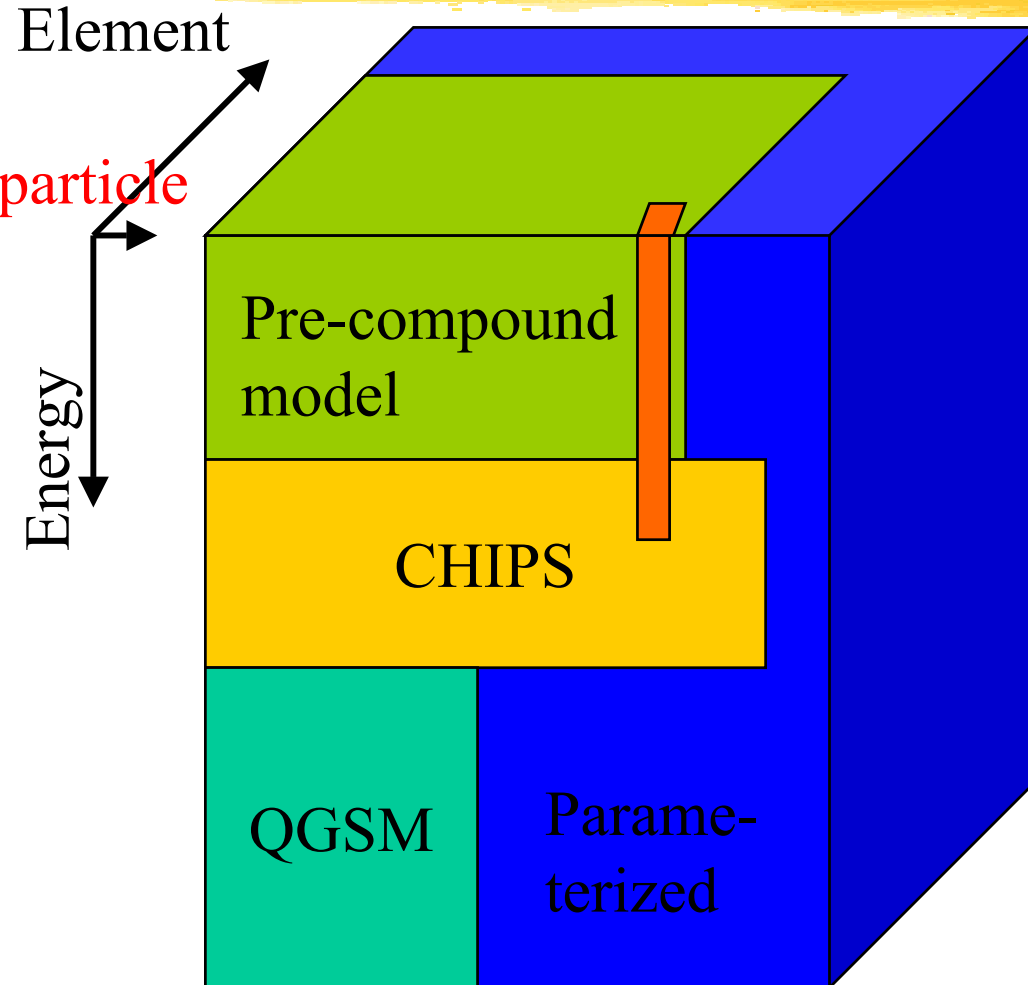 Element
particle
Energy
Pre-compound
model
CHIPS
QGSM
Parame-
terized